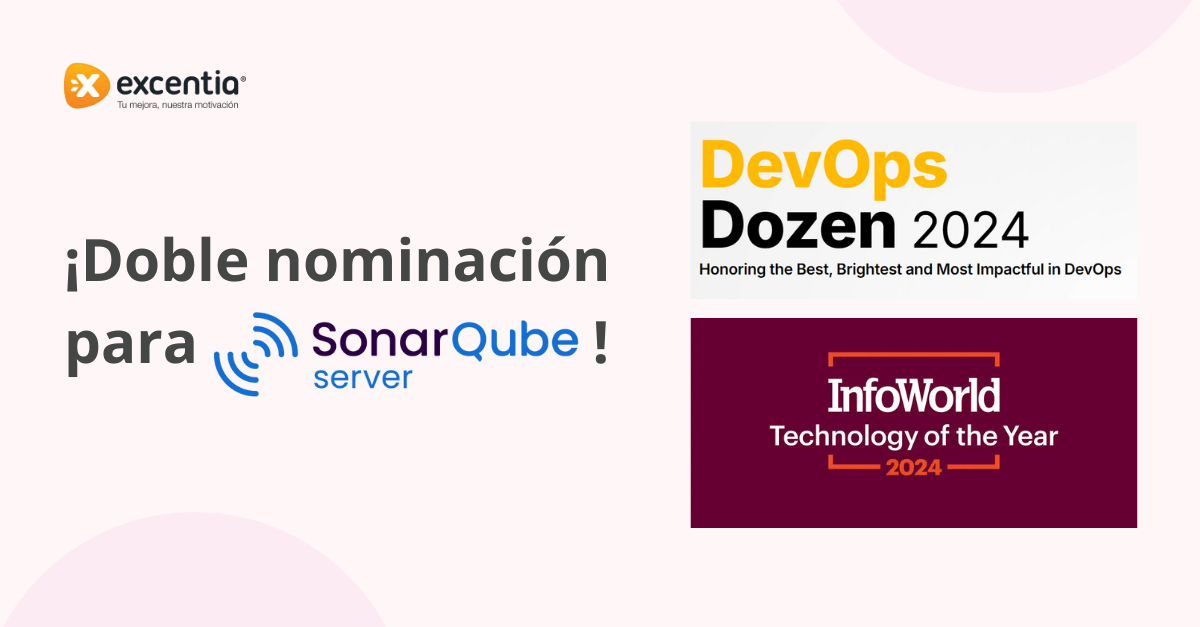 excentia®
Tu mejora, nuestra motivación
¡Doble nominación
para SonarQube !
server
DevOps
Dozen 2024
Honoring the Best, Brightest and Most Impactful in DevOps
InfoWorld
Technology of the Year
2024